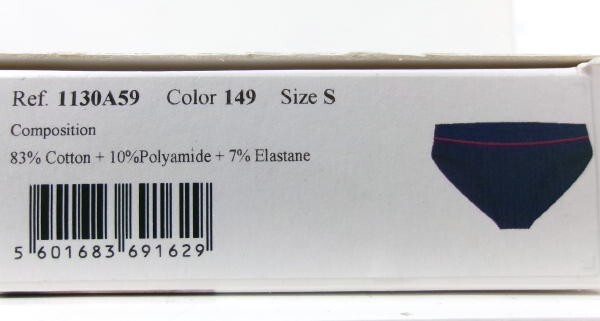 Ref. 1130A59 Color 149 Size S
Composition
83% Cotton + 10%Polyamide + 7% Elastane
5 601683 691629